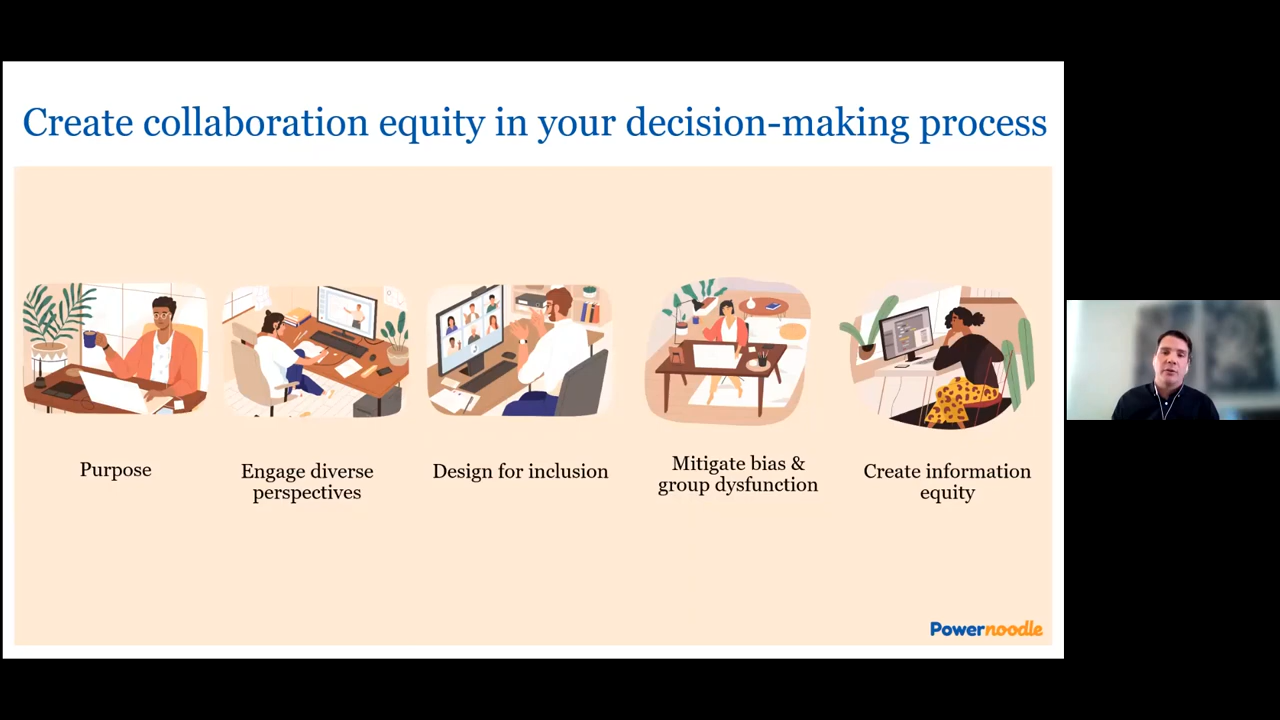 Create collaboration equity in your decision-making process
Purpose
Engage diverse
perspectives
Design for inclusion
Mitigate bias &
group dysfunction
Create information
equity
Powernoodle